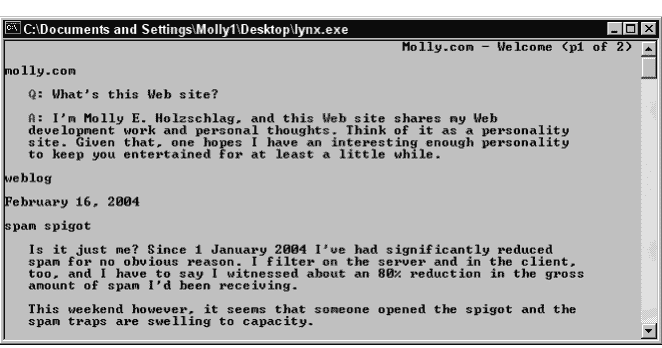 C:\Documents and Settings\Molly1\Desktop\lynx.exe
Molly.com - Welcome (p1 of 2)
molly.com
Q: What's this Web site?
A: I'm Molly E. Holzschlag, and this Web site shares my Web
development work and personal thoughts. Think of it as a personality
site. Given that, one hopes I have an interesting enough personality
to keep you entertained for at least a little while.
weblog
February 16, 2004
spam spigot
Is it just me? Since 1 January 2004 I've had significantly reduced
spam for no obvious reason. I filter on the server and in the client,
too, and I have to say I witnessed about an 80% reduction in the gross
amount of spam I'd been receiving.
This weekend however, it seems that someone opened the spigot and the
spam traps are swelling to capacity.